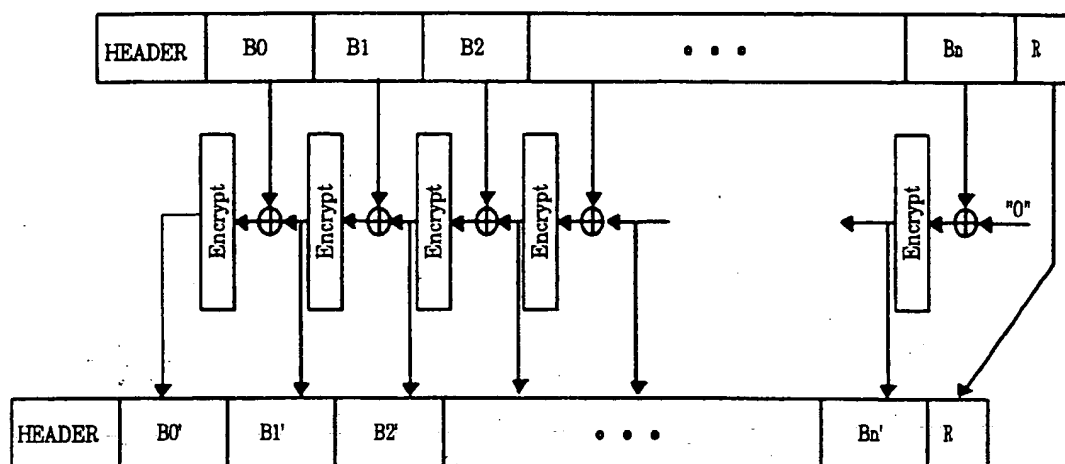 HEADER B0 B1 B2 • • • Bn R
Encrypt Encrypt Encrypt Encrypt Encrypt "0"
HEADER B0' B1' B2' • • • Bn' R